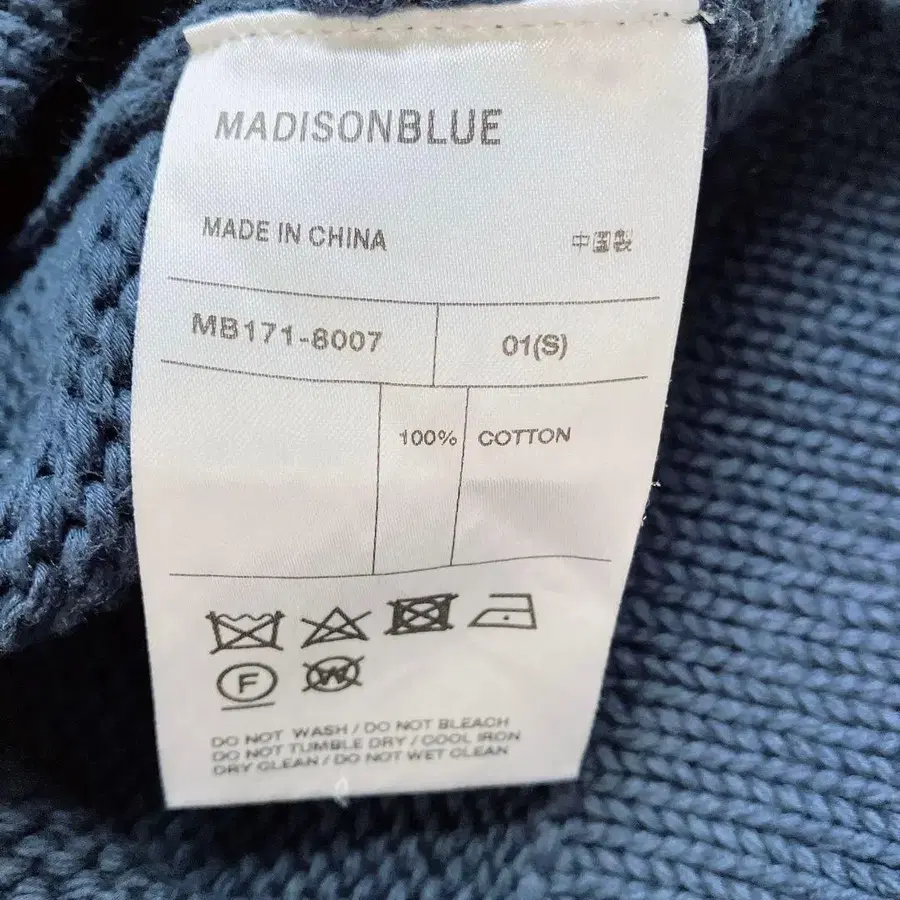 MADISONBLUE
MADE IN CHINA 中国製
MB171-8007 01(S)
100% COTTON
F
W
DO NOT WASH / DO NOT BLEACH
DO NOT TUMBLE DRY / COOL IRON
DRY CLEAN / DO NOT WET CLEAN